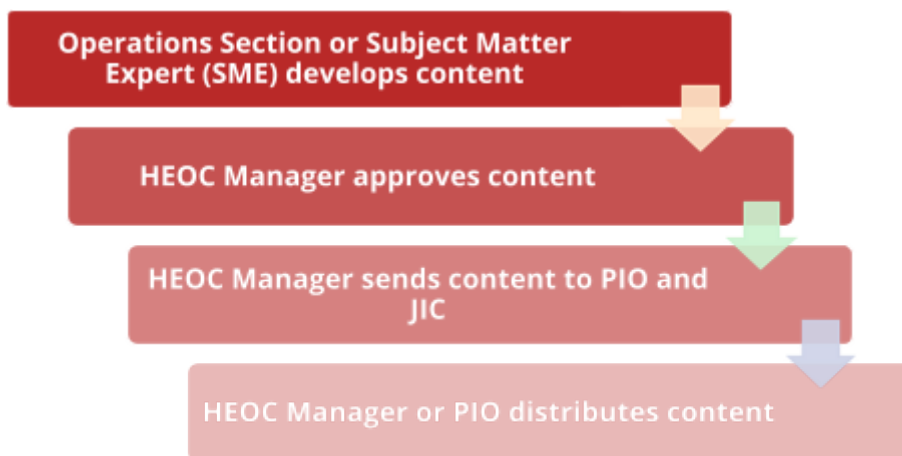 Operations Section or Subject Matter
Expert (SME) develops content
HEOC Manager approves content
HEOC Manager sends content to PIO and
JIC
HEOC Manager or PIO distributes content